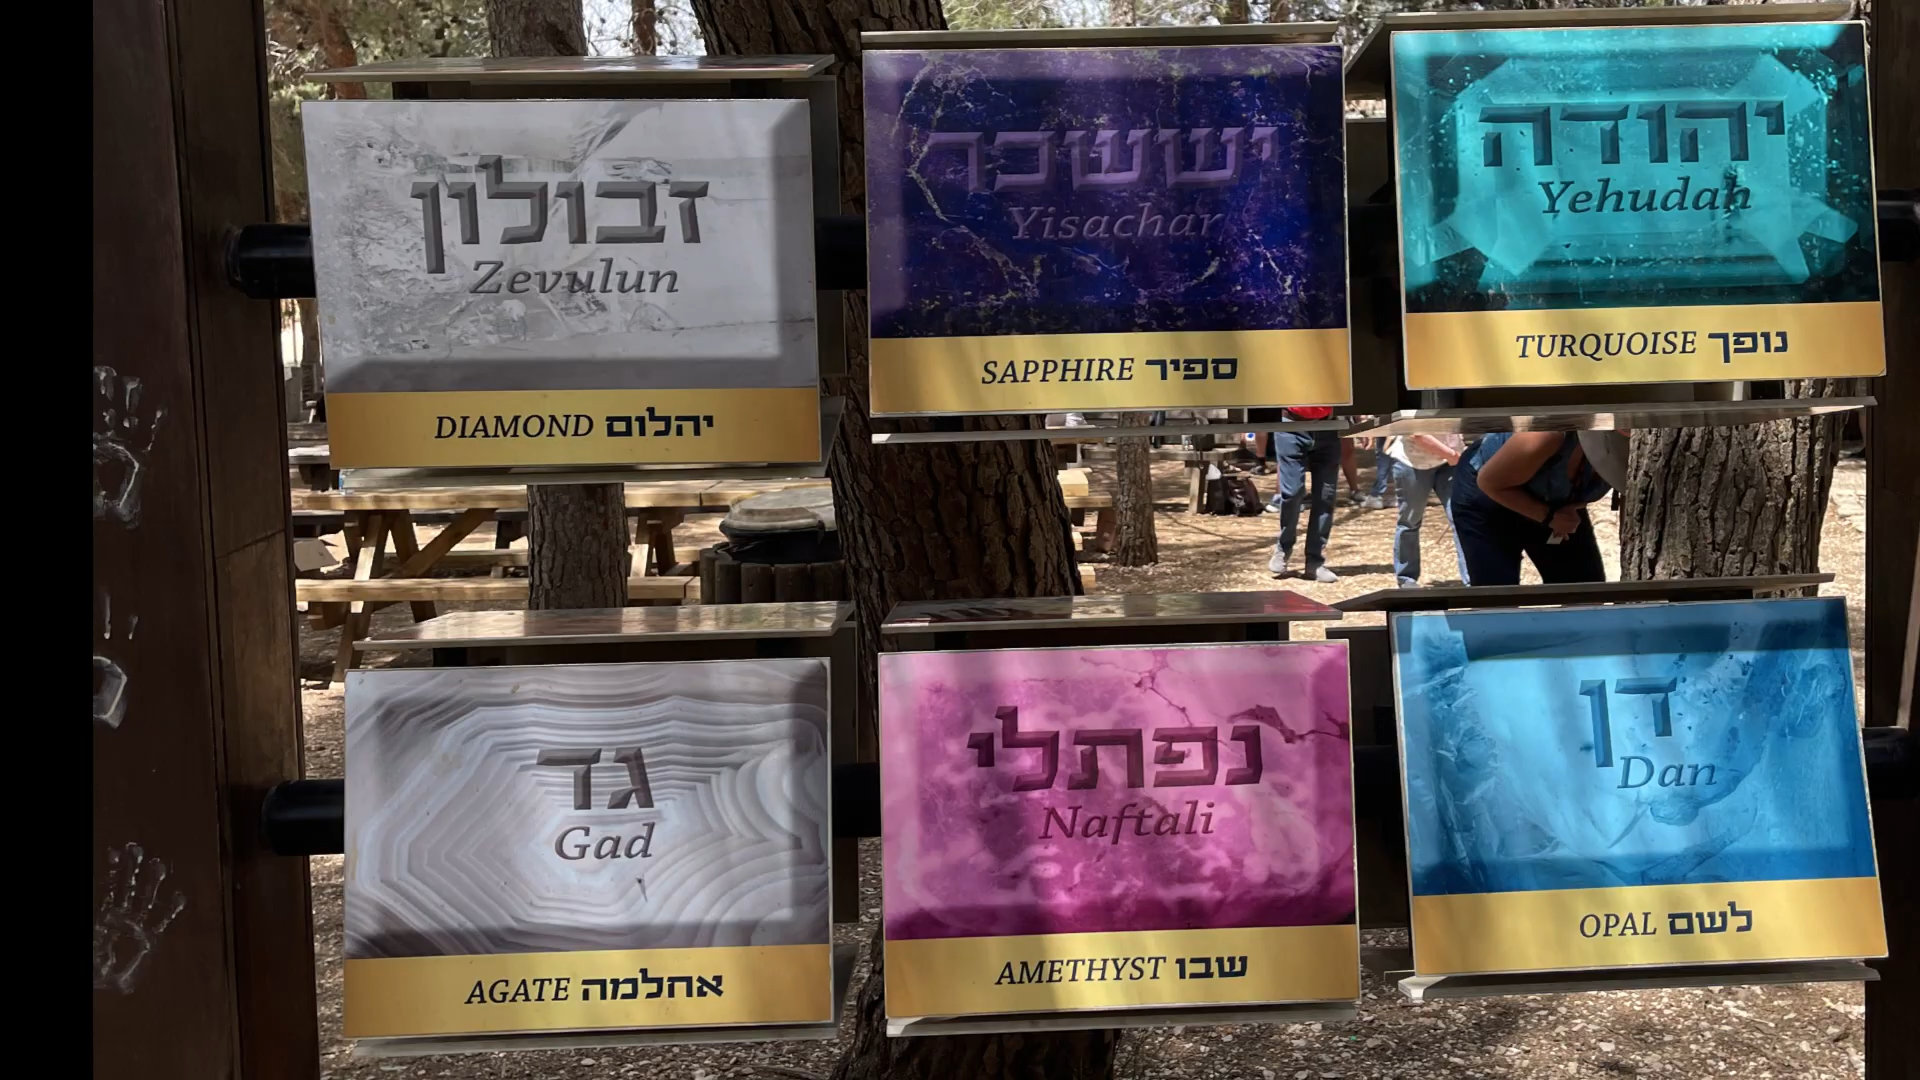 זבולון
Zevulun
DIAMOND יהלום
יששכר
Yisachar
SAPPHIRE ספיר
יהודה
Yehudah
TURQUOISE נופך
גד
Gad
AGATE אחלמה
נפתלי
Naftali
AMETHYST שבו
דן
Dan
OPAL לשם